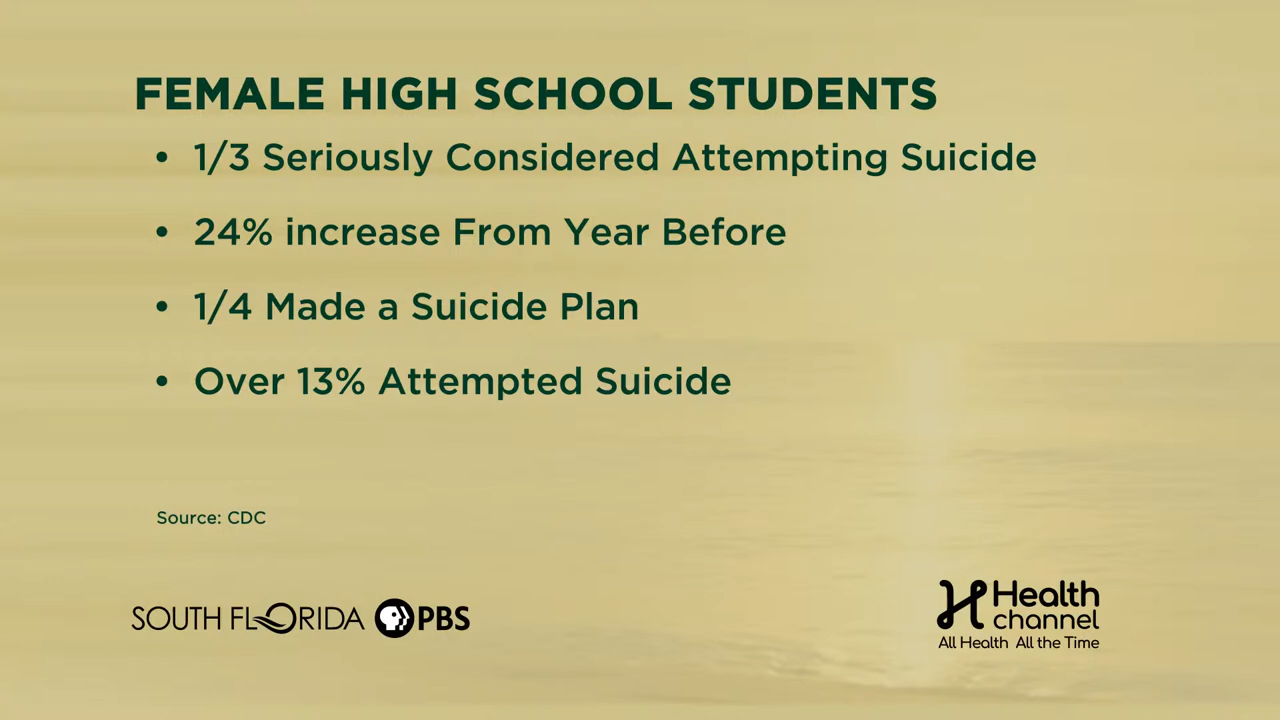 FEMALE HIGH SCHOOL STUDENTS
• 1/3 Seriously Considered Attempting Suicide
• 24% increase From Year Before
• 1/4 Made a Suicide Plan
• Over 13% Attempted Suicide
Source: CDC
SOUTH FLORIDA PBS
Health
channel
All Health All the Time